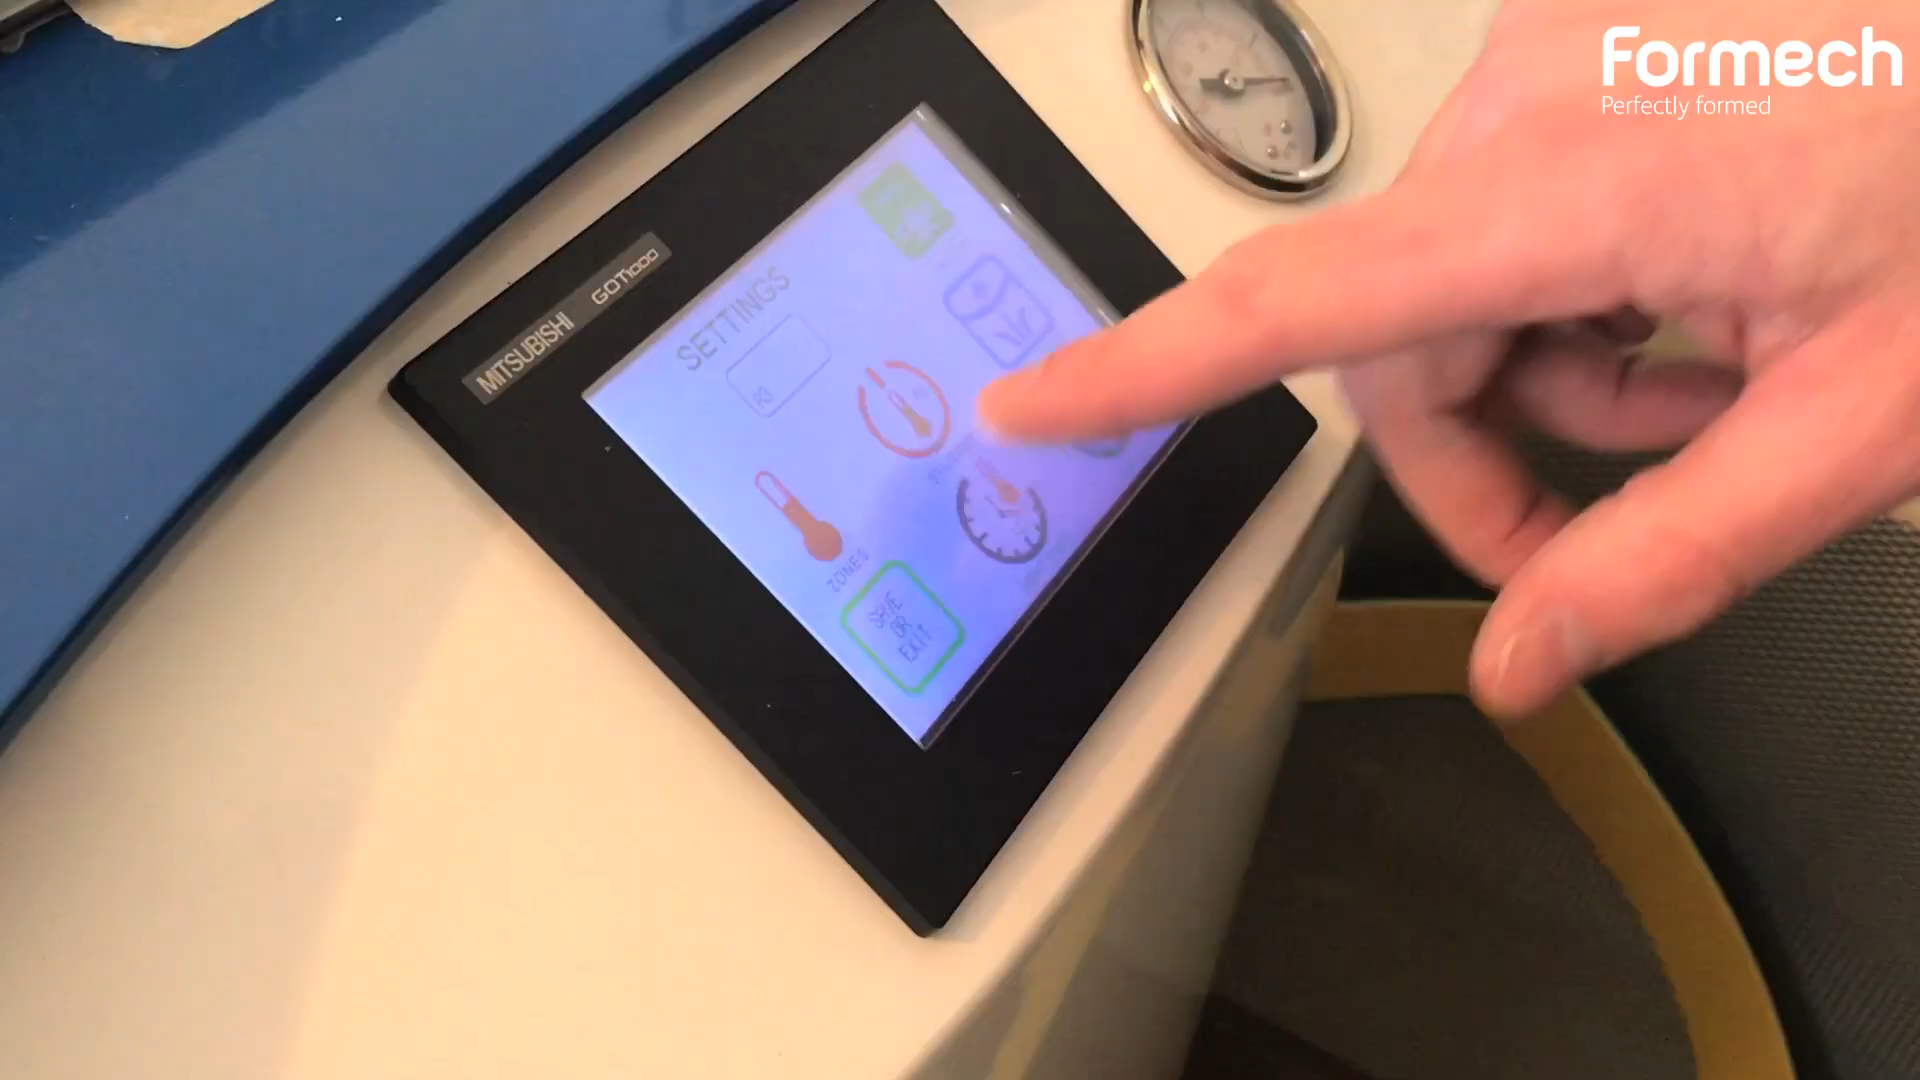 Formech
Perfectly formed
MITSUBISHI GOT1000
SETTINGS
ZONES
SAVE
OR
EXIT